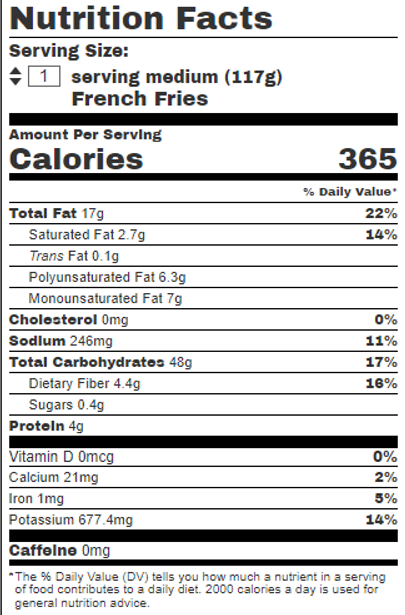 Nutrition Facts
Serving Size:
1 serving medium (117g)
French Fries
Amount Per Serving
Calories 365
% Daily Value*
Total Fat 17g 22%
Saturated Fat 2.7g 14%
Trans Fat 0.1g
Polyunsaturated Fat 6.3g
Monounsaturated Fat 7g
Cholesterol 0mg 0%
Sodium 246mg 11%
Total Carbohydrates 48g 17%
Dietary Fiber 4.4g 16%
Sugars 0.4g
Protein 4g
Vitamin D 0mcg 0%
Calcium 21mg 2%
Iron 1mg 5%
Potassium 677.4mg 14%
Caffeine 0mg
*The % Daily Value (DV) tells you how much a nutrient in a serving
of food contributes to a daily diet. 2000 calories a day is used for
general nutrition advice.